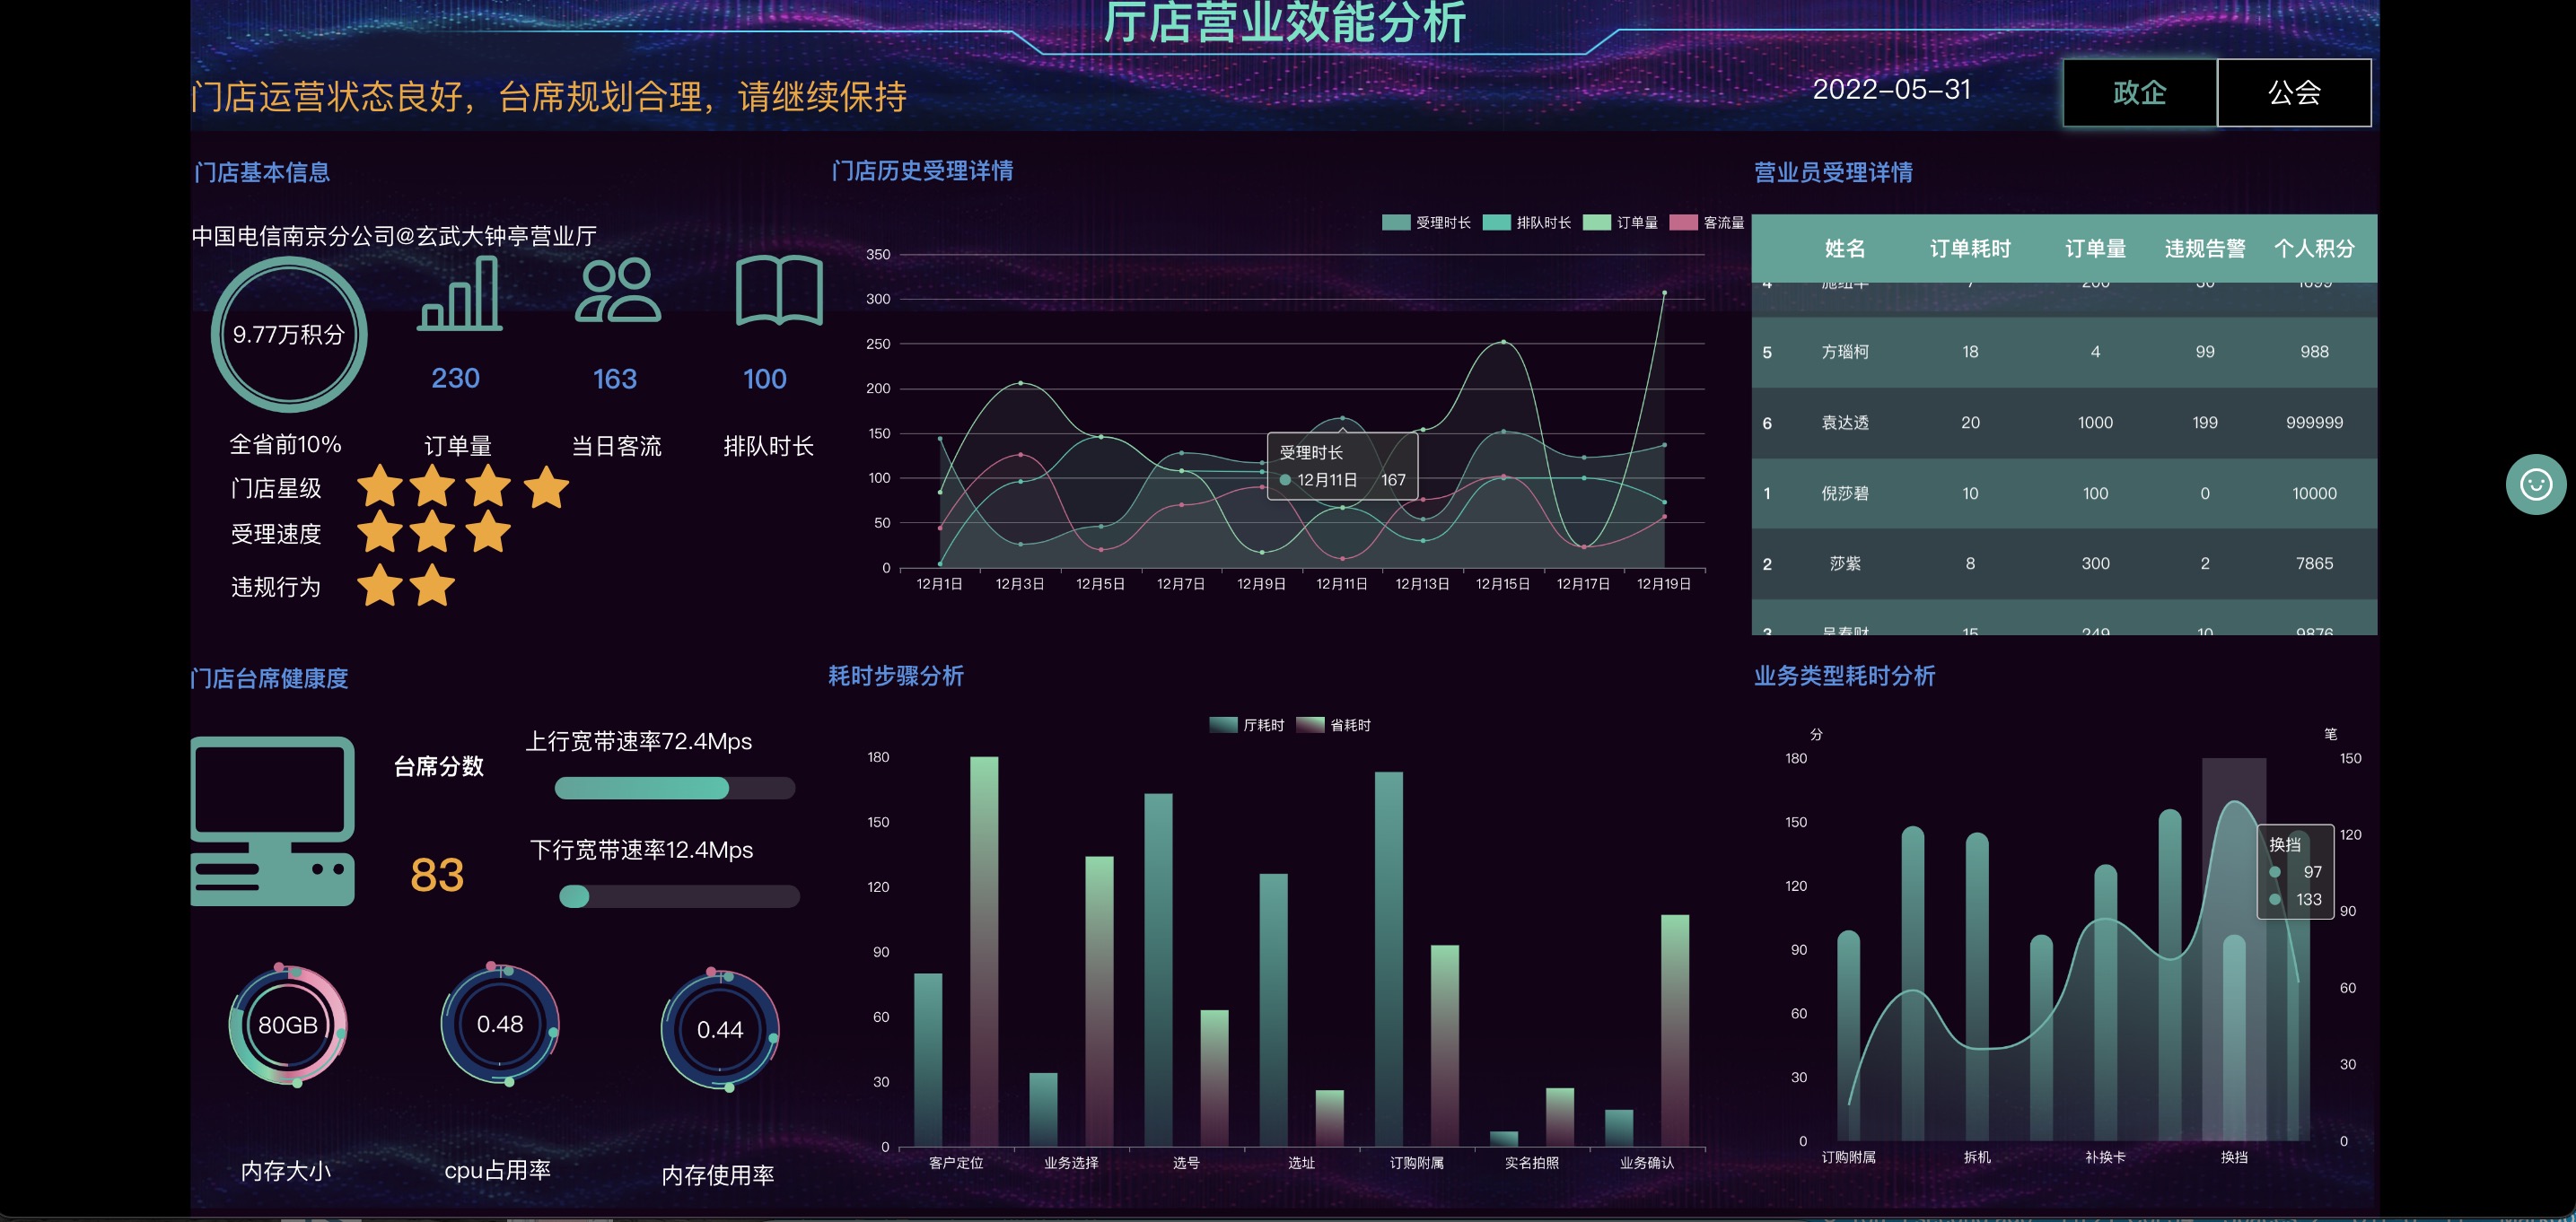 厅店营业效能分析
门店运营状态良好，台席规划合理，请继续保持
2022-05-31
政企
公会
门店基本信息
中国电信南京分公司@玄武大钟亭营业厅
9.77万积分
230
163
100
全省前10%
订单量
当日客流
排队时长
门店星级
受理速度
违规行为
门店历史受理详情
受理时长 排队时长 订单量 客流量
350
300
250
200
150
100
50
0
受理时长
12月11日 167
12月1日 12月3日 12月5日 12月7日 12月9日 12月11日 12月13日 12月15日 12月17日 12月19日
营业员受理详情
姓名 订单耗时 订单量 违规告警 个人积分
4 7 200 30 1899
5 方瑙柯 18 4 99 988
6 袁达透 20 1000 199 999999
1 倪莎碧 10 100 0 10000
2 莎紫 8 300 2 7865
3 15 249 10 9876
门店台席健康度
台席分数
83
上行宽带速率72.4Mps
下行宽带速率12.4Mps
80GB
0.48
0.44
内存大小
cpu占用率
内存使用率
耗时步骤分析
厅耗时 省耗时
180
150
120
90
60
30
0
客户定位 业务选择 选号 选址 订购附属 实名拍照 业务确认
业务类型耗时分析
分
笔
180
150
120
90
60
30
0
150
120
90
60
30
0
换挡
97
133
订购附属 拆机 补换卡 换挡